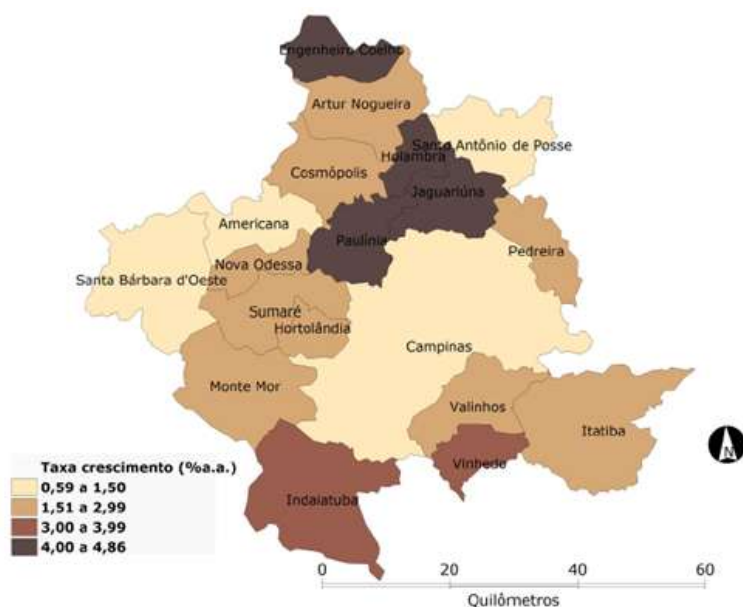 Engenheiro Coelho
Artur Nogueira
Santo Antônio de Posse
Holambra
Cosmópolis
Jaguariúna
Americana
Paulínia
Pedreira
Nova Odessa
Santa Bárbara d'Oeste
Sumaré
Hortolândia
Campinas
Monte Mor
Valinhos
Itatiba
N
Vinhedo
Indaiatuba
Taxa crescimento (%a.a.)
0,59 a 1,50
1,51 a 2,99
3,00 a 3,99
4,00 a 4,86
0 20 40 60
Quilômetros